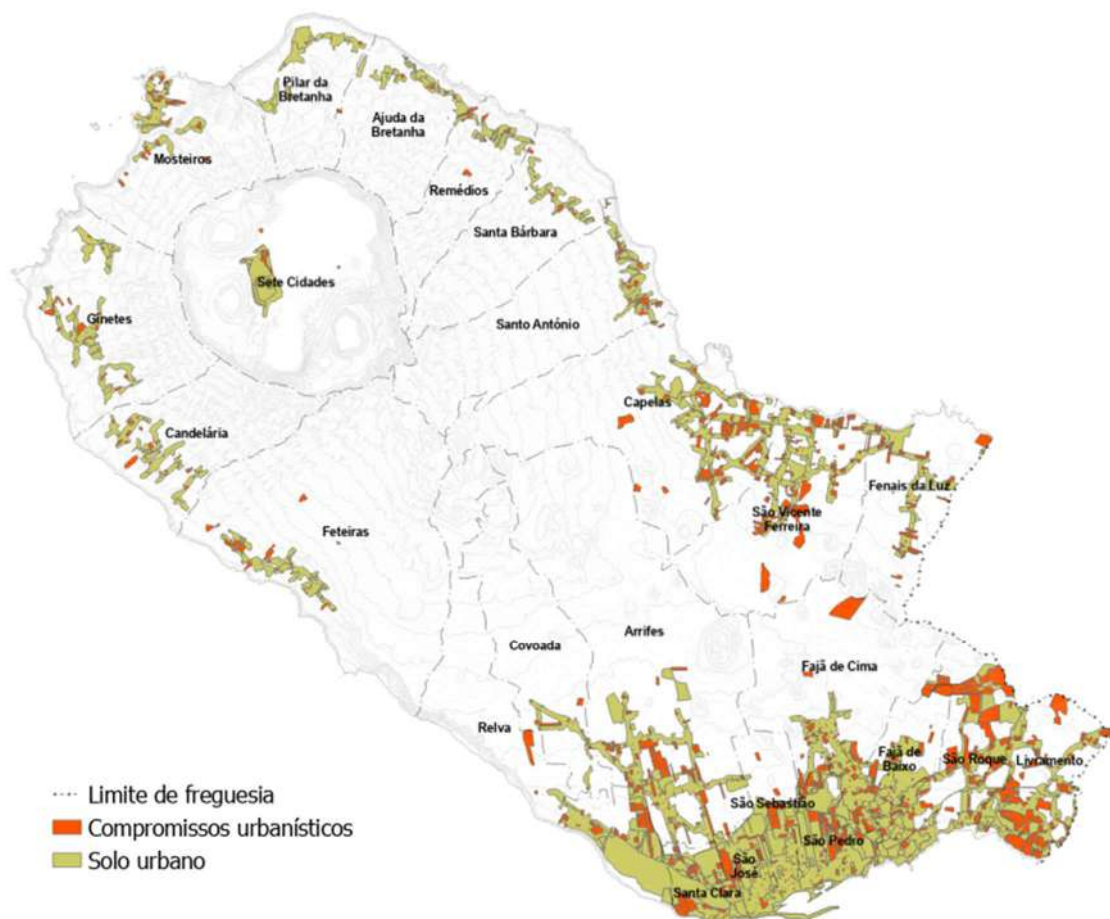 Pilar da
Bretanha
Ajuda da
Bretanha
Mosteiros
Remédios
Santa Bárbara
Sete Cidades
Ginetes
Santo António
Capelas
Candelária
Fenais da Luz
São Vicente
Ferreira
Feteiras
Covoada
Arrifes
Fajã de Cima
Relva
Fajã de
Baixo
São Roque
Livramento
São Sebastião
São Pedro
São
José
Santa Clara
Limite de freguesia
Compromissos urbanísticos
Solo urbano